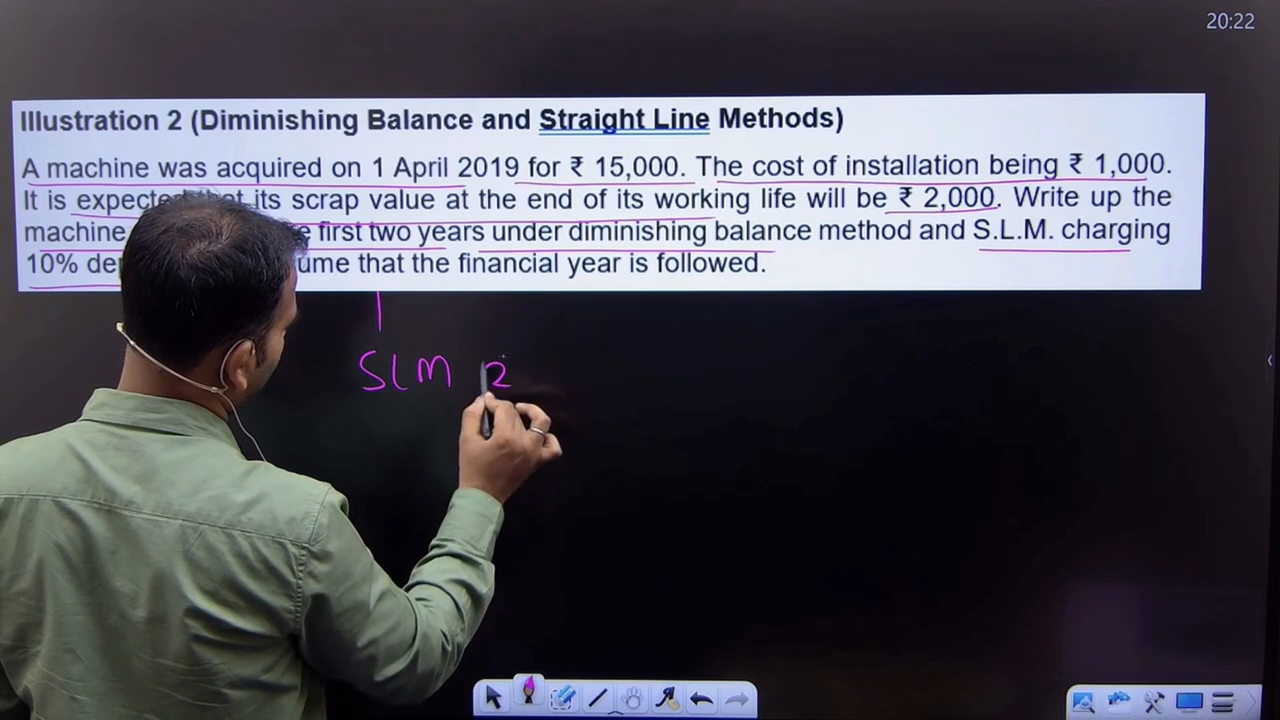 20:22
Illustration 2 (Diminishing Balance and Straight Line Methods)
A machine was acquired on 1 April 2019 for ₹ 15,000. The cost of installation being ₹ 1,000.
It is expected that its scrap value at the end of its working life will be ₹ 2,000. Write up the
machine first two years under diminishing balance method and S.L.M. charging
10% that the financial year is followed.
SLM 2